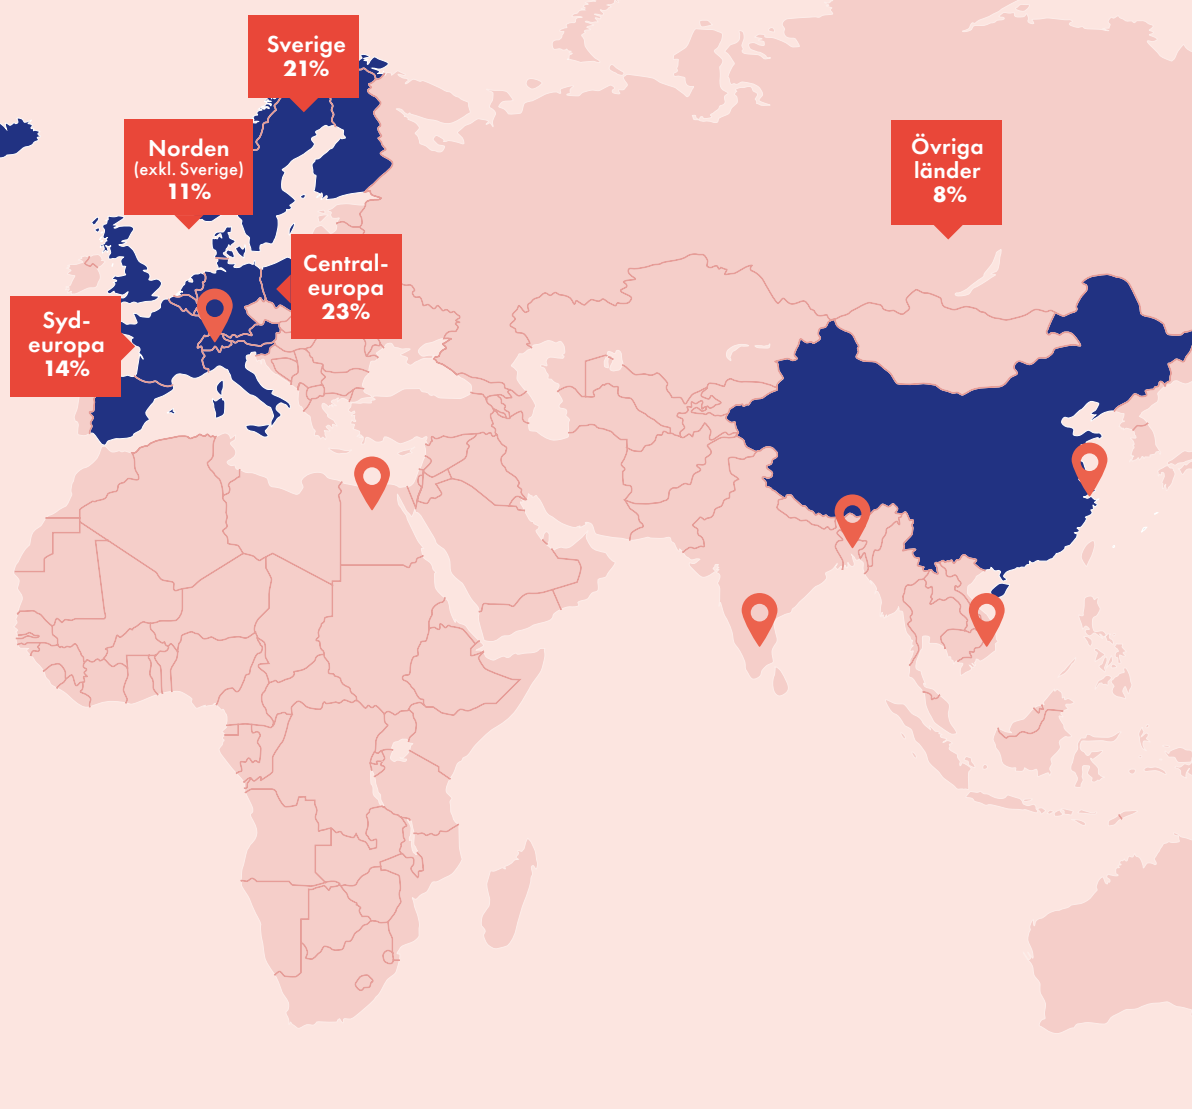 Sverige
21%
Norden
(exkl. Sverige)
11%
Övriga
länder
8%
Central-
europa
23%
Syd-
europa
14%